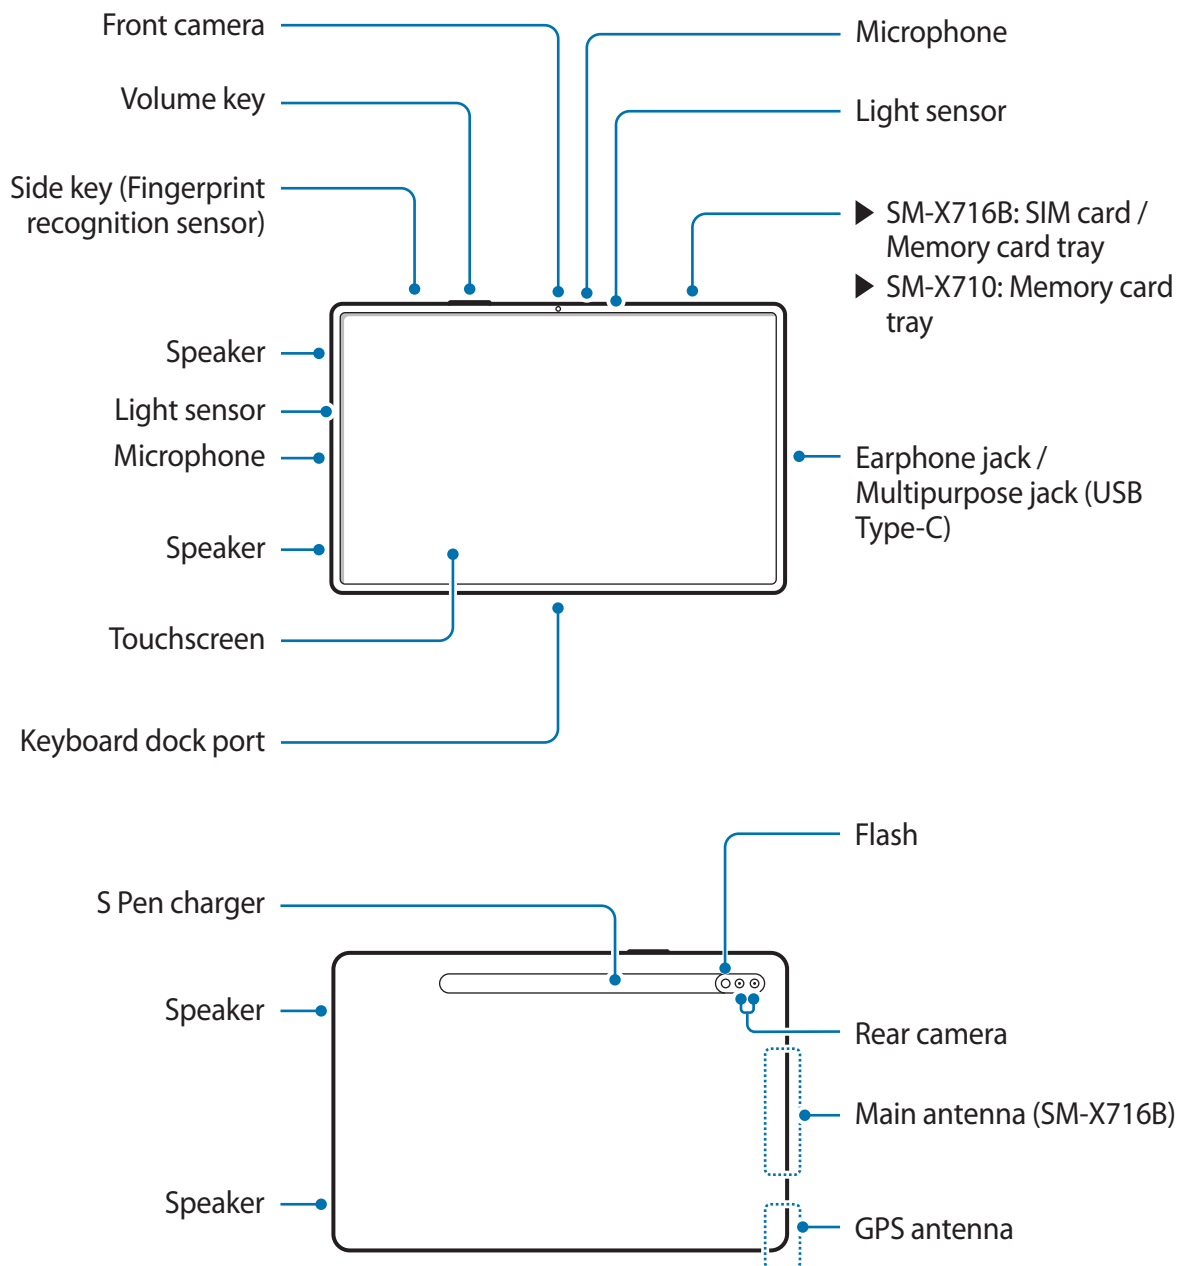 Front camera
Volume key
Side key (Fingerprint
recognition sensor)
Speaker
Light sensor
Microphone
Speaker
Touchscreen
Keyboard dock port
Microphone
Light sensor
▶ SM-X716B: SIM card /
Memory card tray
▶ SM-X710: Memory card
tray
Earphone jack /
Multipurpose jack (USB
Type-C)
S Pen charger
Speaker
Speaker
Flash
Rear camera
Main antenna (SM-X716B)
GPS antenna